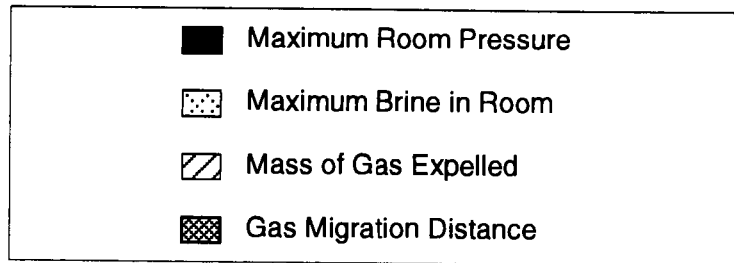 Maximum Room Pressure
Maximum Brine in Room
Mass of Gas Expelled
Gas Migration Distance